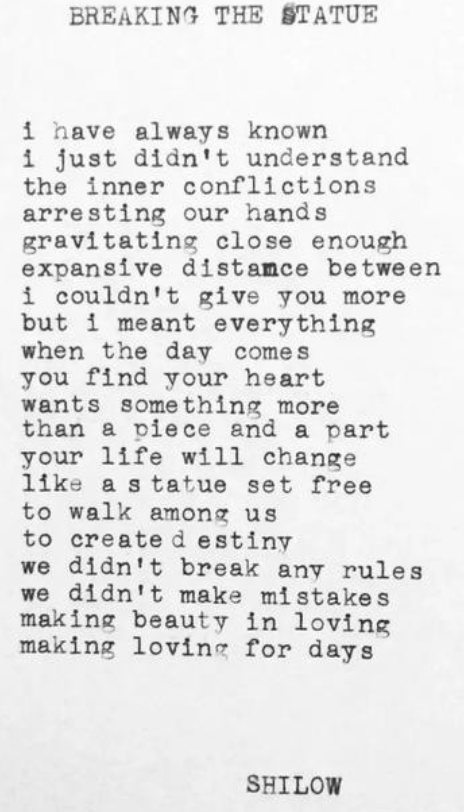 BREAKING THE STATUE
i have always known
i just didn't understand
the inner conflictions
arresting our hands
gravitating close enough
expansive distance between
i couldn't give you more
but i meant everything
when the day comes
you find your heart
wants something more
than a piece and a part
your life will change
like a statue set free
to walk among us
to create d estiny
we didn't break any rules
we didn't make mistakes
making beauty in loving
making loving for days
SHILOW